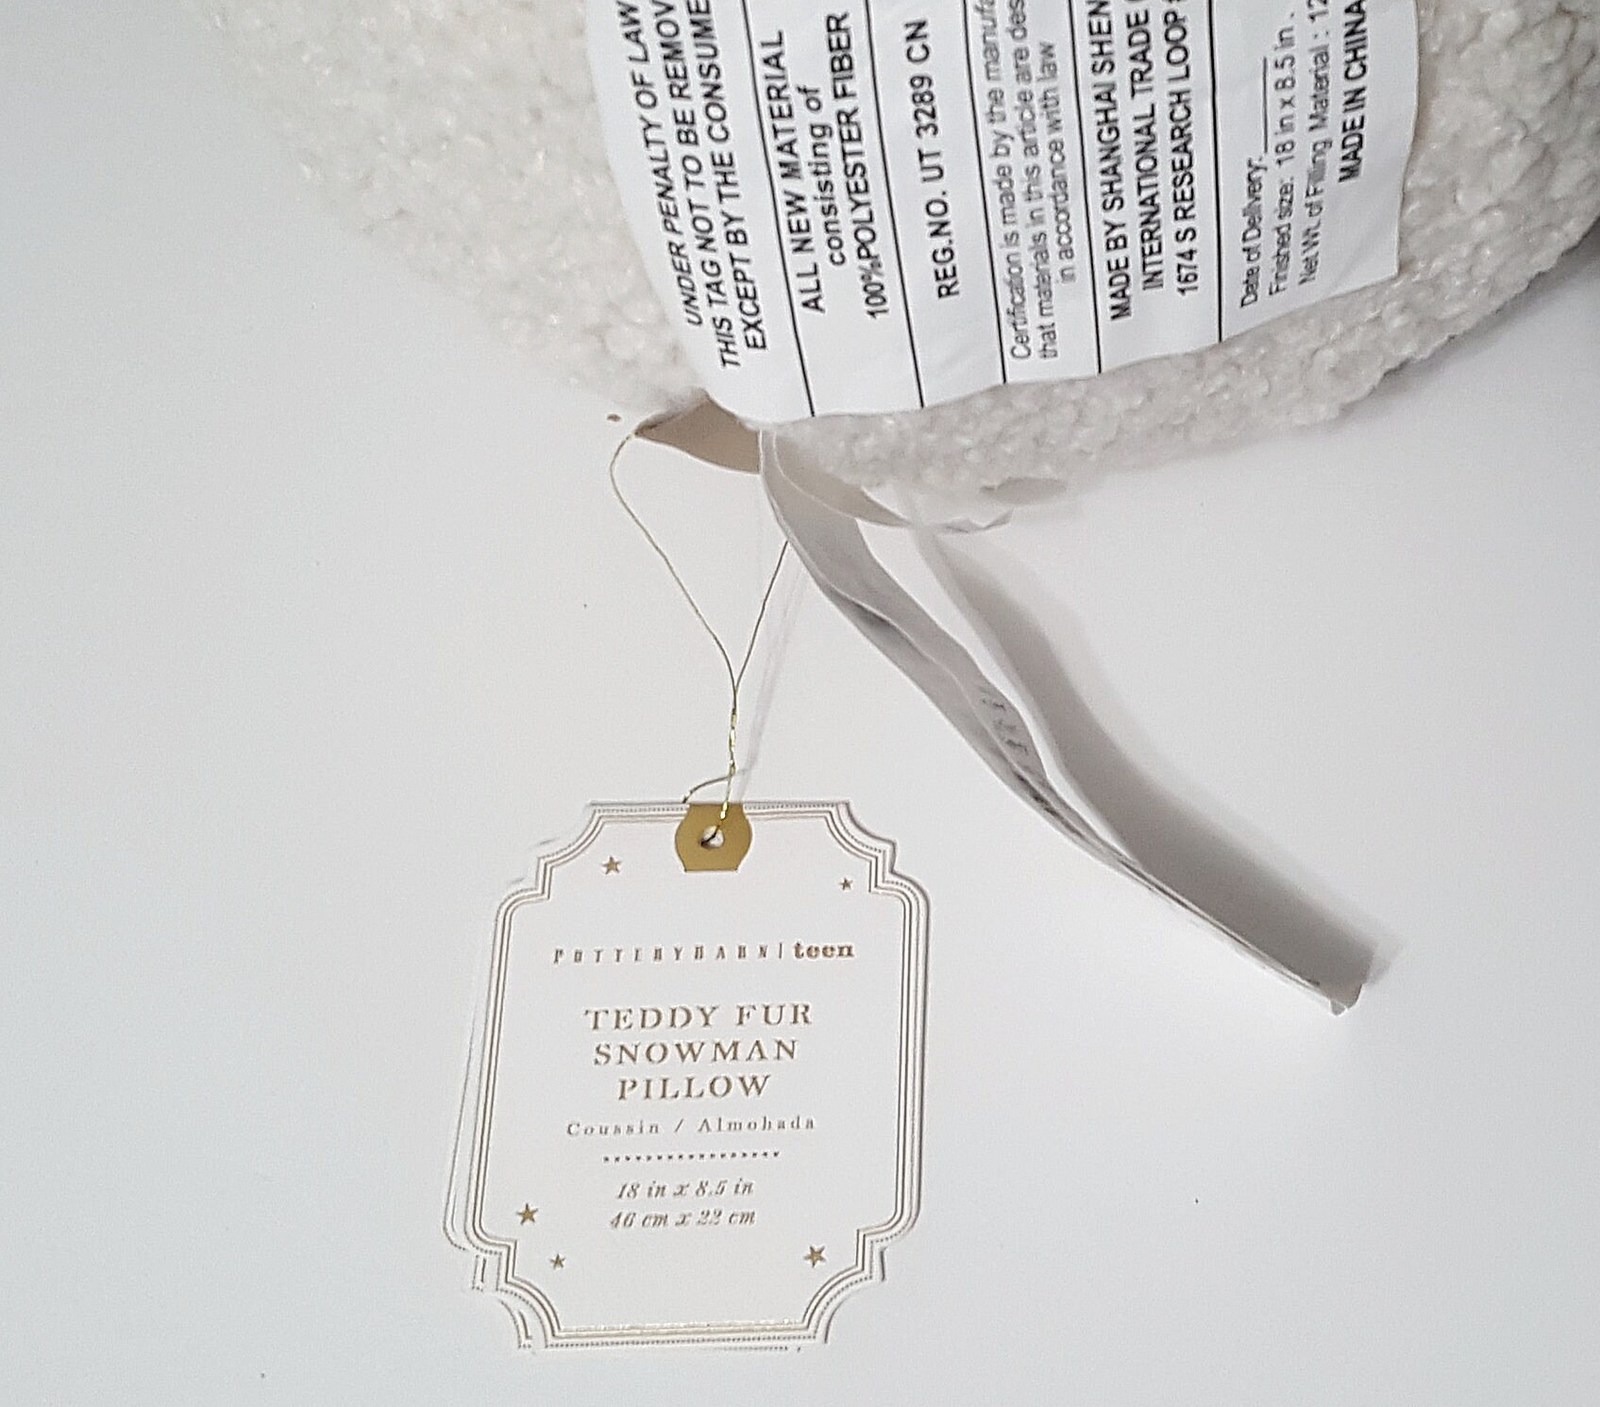 UNDER PENALTY OF LAW
THIS TAG NOT TO BE REMOV
EXCEPT BY THE CONSUME
ALL NEW MATERIAL
consisting of
100%POLYESTER FIBER
REG.NO. UT 3289 CN
Certification is made by the manufa
that materials in this article are des
in accordance with law
MADE BY SHANGHAI SHEN
INTERNATIONAL TRADE
1674 S RESEARCH LOOP
Date of Delivery:
Finished size: 18 in x 8.5 in.
Net Wt. of Filling Material : 12
MADE IN CHINA
POTTERYBARN|teen
TEDDY FUR
SNOWMAN
PILLOW
Coussin / Almohada
18 in x 8.5 in
46 cm x 22 cm